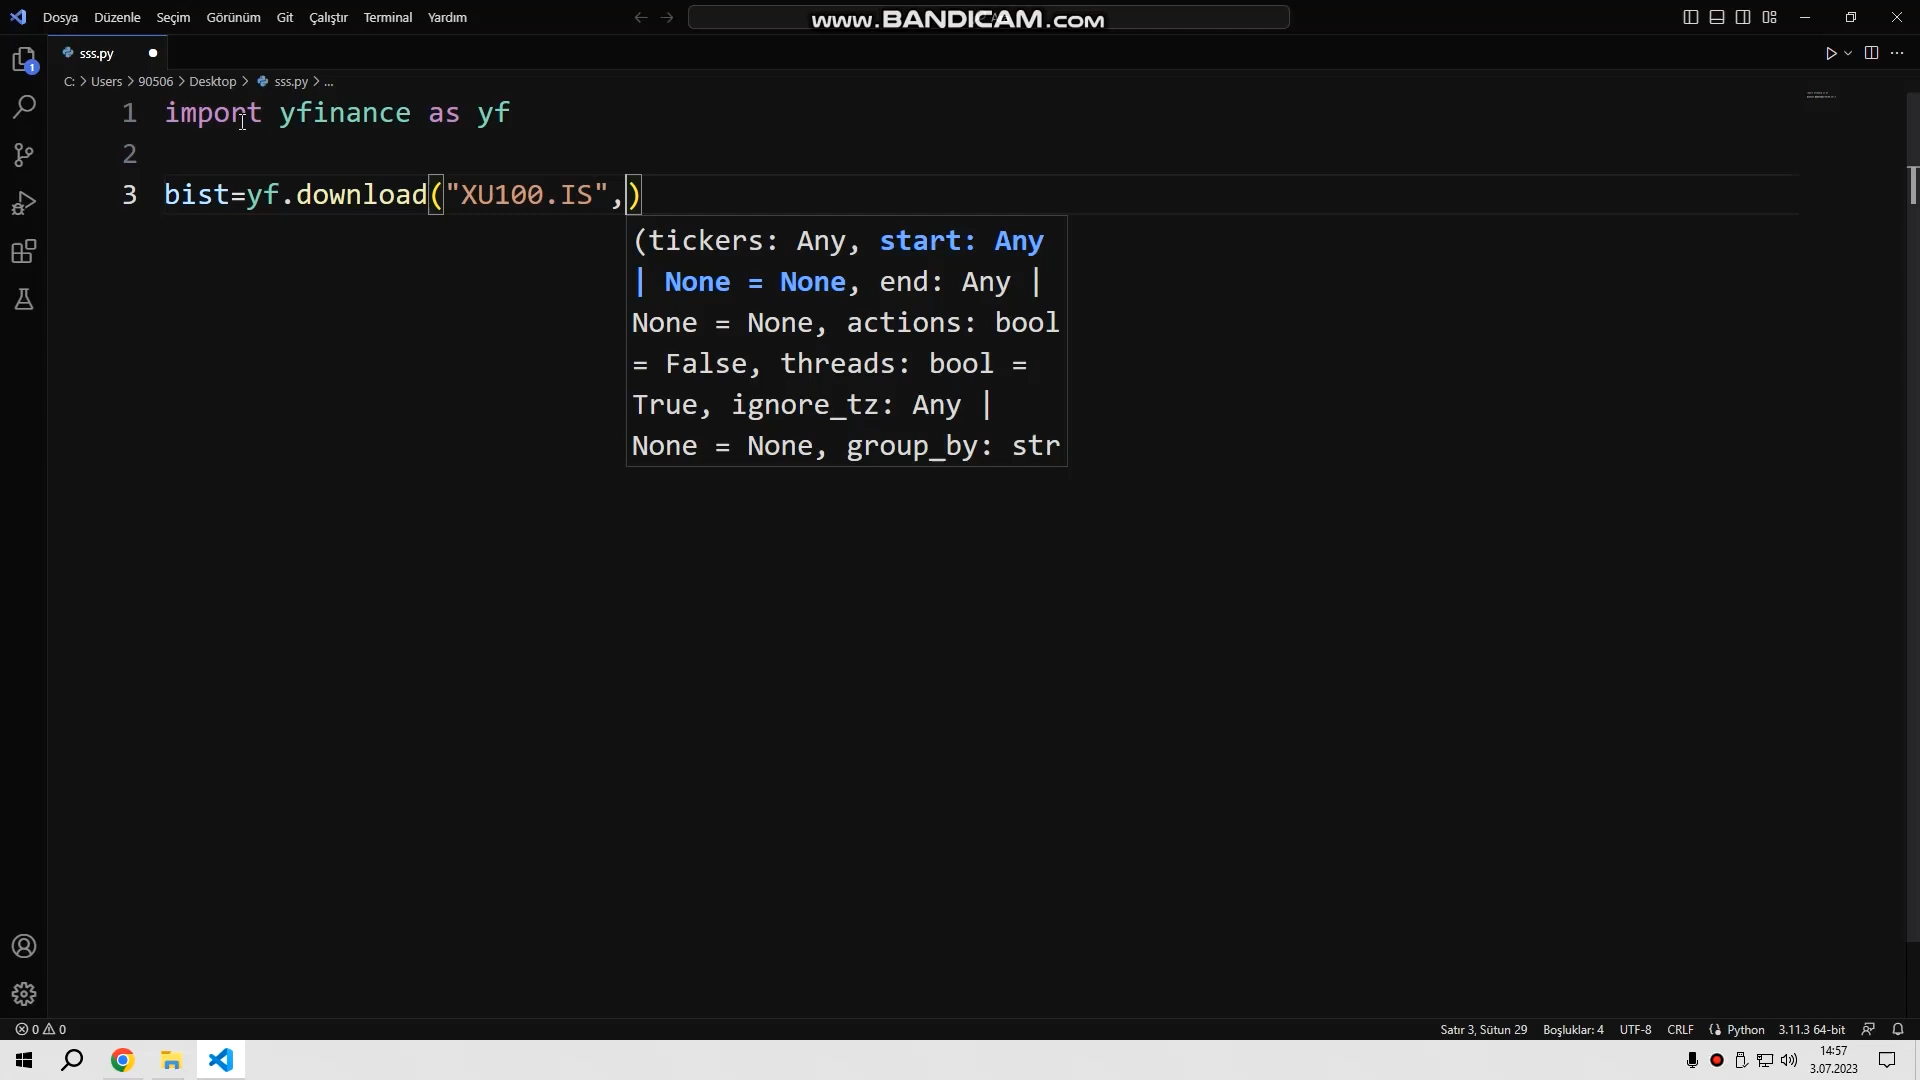 Dosya Düzenle Seçim Görünüm Git Çalıştır Terminal Yardım
www.BANDICAM.com
sss.py
1
C: > Users > 90506 > Desktop > sss.py > ...
1 import yfinance as yf
2
3 bist=yf.download("XU100.IS",)
(tickers: Any, start: Any
| None = None, end: Any |
None = None, actions: bool
= False, threads: bool =
True, ignore_tz: Any |
None = None, group_by: str
0 0 Satır 3, Sütun 29 Boşluklar: 4 UTF-8 CRLF Python 3.11.3 64-bit
14:57
3.07.2023